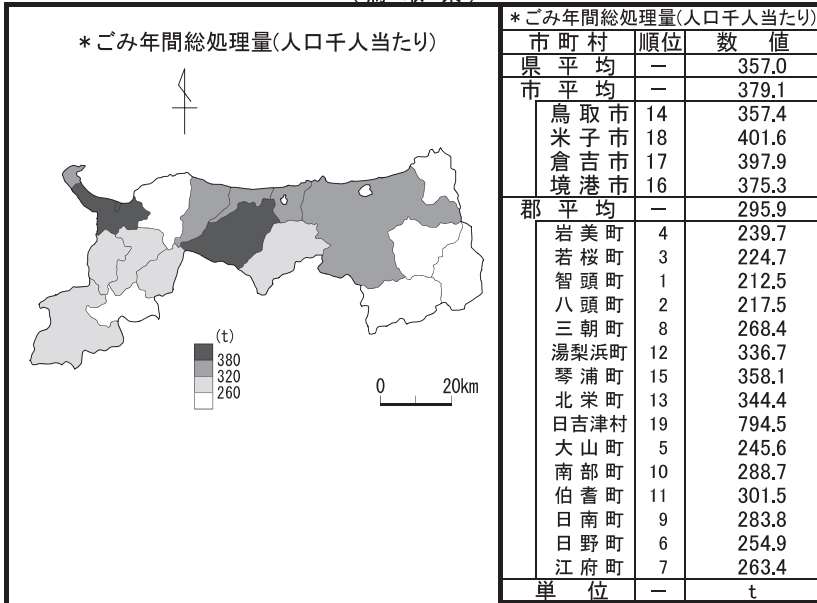 *ごみ年間総処理量(人口千人当たり)
(t)
380
320
260
0 20km
*ごみ年間総処理量(人口千人当たり)
市町村 順位 数値
県平均 － 357.0
市平均 － 379.1
鳥取市 14 357.4
米子市 18 401.6
倉吉市 17 397.9
境港市 16 375.3
郡平均 － 295.9
岩美町 4 239.7
若桜町 3 224.7
智頭町 1 212.5
八頭町 2 217.5
三朝町 8 268.4
湯梨浜町 12 336.7
琴浦町 15 358.1
北栄町 13 344.4
日吉津村 19 794.5
大山町 5 245.6
南部町 10 288.7
伯耆町 11 301.5
日南町 9 283.8
日野町 6 254.9
江府町 7 263.4
単位 － t